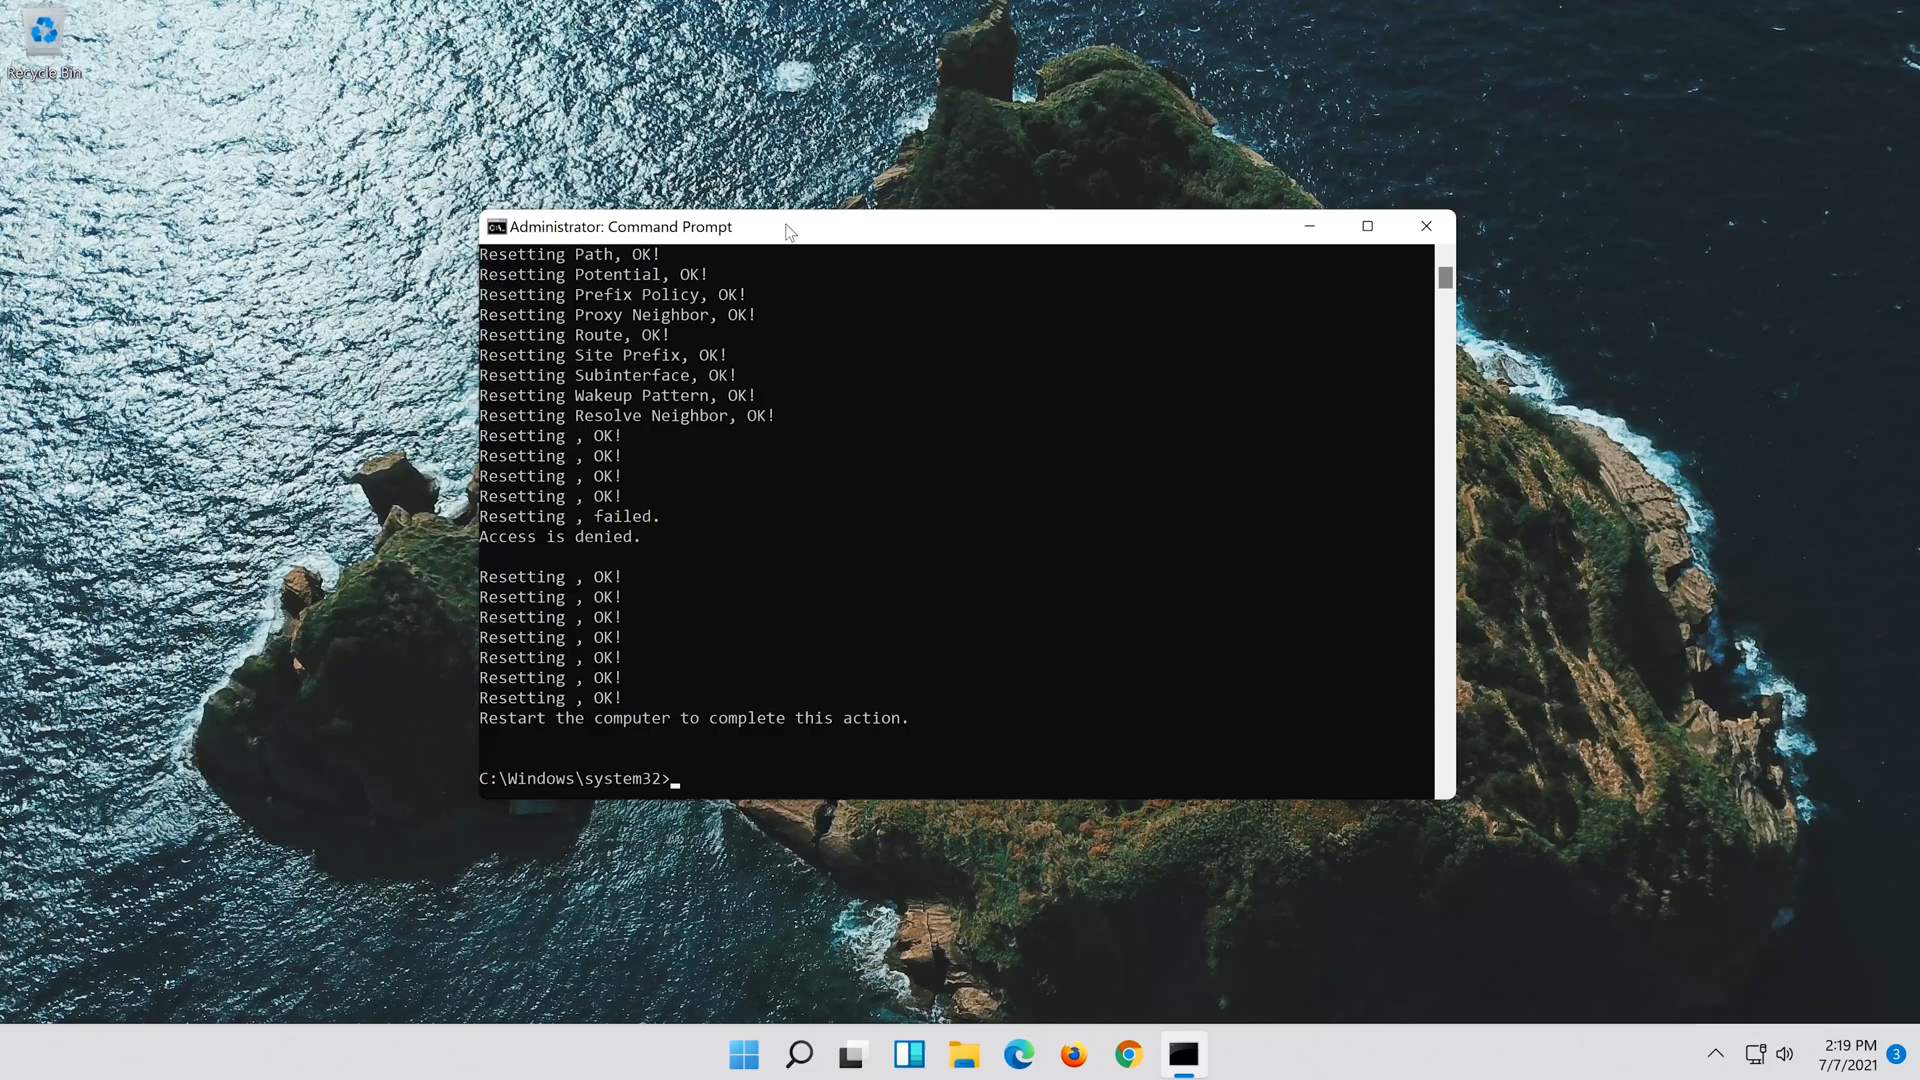 Recycle Bin
Administrator: Command Prompt
Resetting Path, OK!
Resetting Potential, OK!
Resetting Prefix Policy, OK!
Resetting Proxy Neighbor, OK!
Resetting Route, OK!
Resetting Site Prefix, OK!
Resetting Subinterface, OK!
Resetting Wakeup Pattern, OK!
Resetting Resolve Neighbor, OK!
Resetting , OK!
Resetting , OK!
Resetting , OK!
Resetting , OK!
Resetting , failed.
Access is denied.
Resetting , OK!
Resetting , OK!
Resetting , OK!
Resetting , OK!
Resetting , OK!
Resetting , OK!
Resetting , OK!
Restart the computer to complete this action.
C:\Windows\system32>
2:19 PM
7/7/2021
3